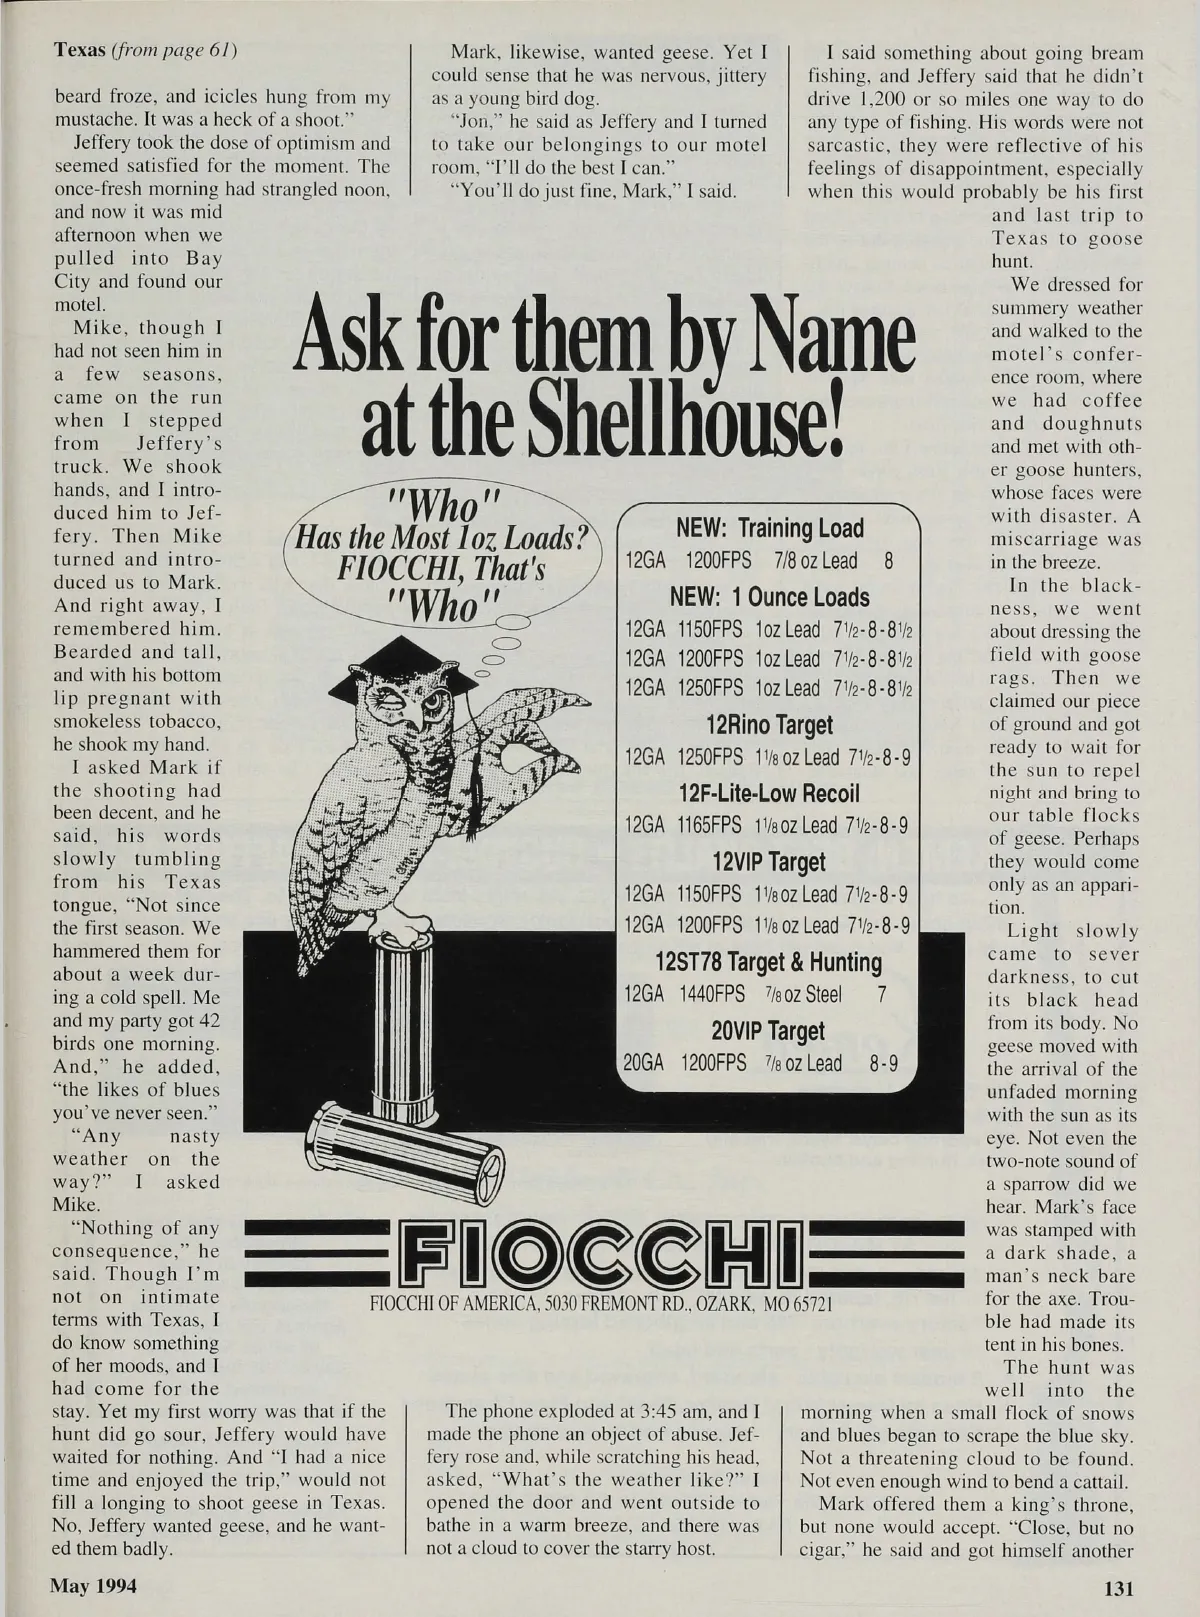 Texas (from page 61)
beard froze, and icicles hung from my
mustache. It was a heck of a shoot.”
Jeffery took the dose of optimism and
seemed satisfied for the moment. The
once-fresh morning had strangled noon,
and now it was mid
afternoon when we
pulled into Bay
City and found our
motel.
Mike, though I
had not seen him in
a few seasons,
came on the run
when I stepped
from Jeffery’s
truck. We shook
hands, and I intro-
duced him to Jef-
fery. Then Mike
turned and intro-
duced us to Mark.
And right away, I
remembered him.
Bearded and tall,
and with his bottom
lip pregnant with
smokeless tobacco,
he shook my hand.
I asked Mark if
the shooting had
been decent, and he
said, his words
slowly tumbling
from his Texas
tongue, “Not since
the first season. We
hammered them for
about a week dur-
ing a cold spell. Me
and my party got 42
birds one morning.
And,” he added,
“the likes of blues
you’ve never seen.”
“Any nasty
weather on the
way?” I asked
Mike.
“Nothing of any
consequence,” he
said. Though I’m
not on intimate
terms with Texas, I
do know something
of her moods, and I
had come for the
stay. Yet my first worry was that if the
hunt did go sour, Jeffery would have
waited for nothing. And “I had a nice
time and enjoyed the trip,” would not
fill a longing to shoot geese in Texas.
No, Jeffery wanted geese, and he want-
ed them badly.
Mark, likewise, wanted geese. Yet I
could sense that he was nervous, jittery
as a young bird dog.
“Jon,” he said as Jeffery and I turned
to take our belongings to our motel
room, “I’ll do the best I can.”
“You’ll do just fine, Mark,” I said.
The phone exploded at 3:45 am, and I
made the phone an object of abuse. Jef-
fery rose and, while scratching his head,
asked, “What’s the weather like?” I
opened the door and went outside to
bathe in a warm breeze, and there was
not a cloud to cover the starry host.
I said something about going bream
fishing, and Jeffery said that he didn’t
drive 1,200 or so miles one way to do
any type of fishing. His words were not
sarcastic, they were reflective of his
feelings of disappointment, especially
when this would probably be his first
and last trip to
Texas to goose
hunt.
We dressed for
summery weather
and walked to the
motel’s confer-
ence room, where
we had coffee
and doughnuts
and met with oth-
er goose hunters,
whose faces were
with disaster. A
miscarriage was
in the breeze.
In the black-
ness, we went
about dressing the
field with goose
rags. Then we
claimed our piece
of ground and got
ready to wait for
the sun to repel
night and bring to
our table flocks
of geese. Perhaps
they would come
only as an appari-
tion.
Light slowly
came to sever
darkness, to cut
its black head
from its body. No
geese moved with
the arrival of the
unfaded morning
with the sun as its
eye. Not even the
two-note sound of
a sparrow did we
hear. Mark’s face
was stamped with
a dark shade, a
man’s neck bare
for the axe. Trou-
ble had made its
tent in his bones.
The hunt was
well into the
morning when a small flock of snows
and blues began to scrape the blue sky.
Not a threatening cloud to be found.
Not even enough wind to bend a cattail.
Mark offered them a king’s throne,
but none would accept. “Close, but no
cigar,” he said and got himself another
Ask for them by Name
at the Shellhouse!
"Who"
Has the Most 1oz Loads?
FIOCCHI, That's
"Who"
NEW: Training Load
12GA 1200FPS 7/8 oz Lead 8
NEW: 1 Ounce Loads
12GA 1150FPS 1oz Lead 71/2-8-81/2
12GA 1200FPS 1oz Lead 71/2-8-81/2
12GA 1250FPS 1oz Lead 71/2-8-81/2
12Rino Target
12GA 1250FPS 11/8 oz Lead 71/2-8-9
12F-Lite-Low Recoil
12GA 1165FPS 11/8 oz Lead 71/2-8-9
12VIP Target
12GA 1150FPS 11/8 oz Lead 71/2-8-9
12GA 1200FPS 11/8 oz Lead 71/2-8-9
12ST78 Target & Hunting
12GA 1440FPS 7/8 oz Steel 7
20VIP Target
20GA 1200FPS 7/8 oz Lead 8-9
FIOCCHI
FIOCCHI OF AMERICA, 5030 FREMONT RD., OZARK, MO 65721
May 1994
131